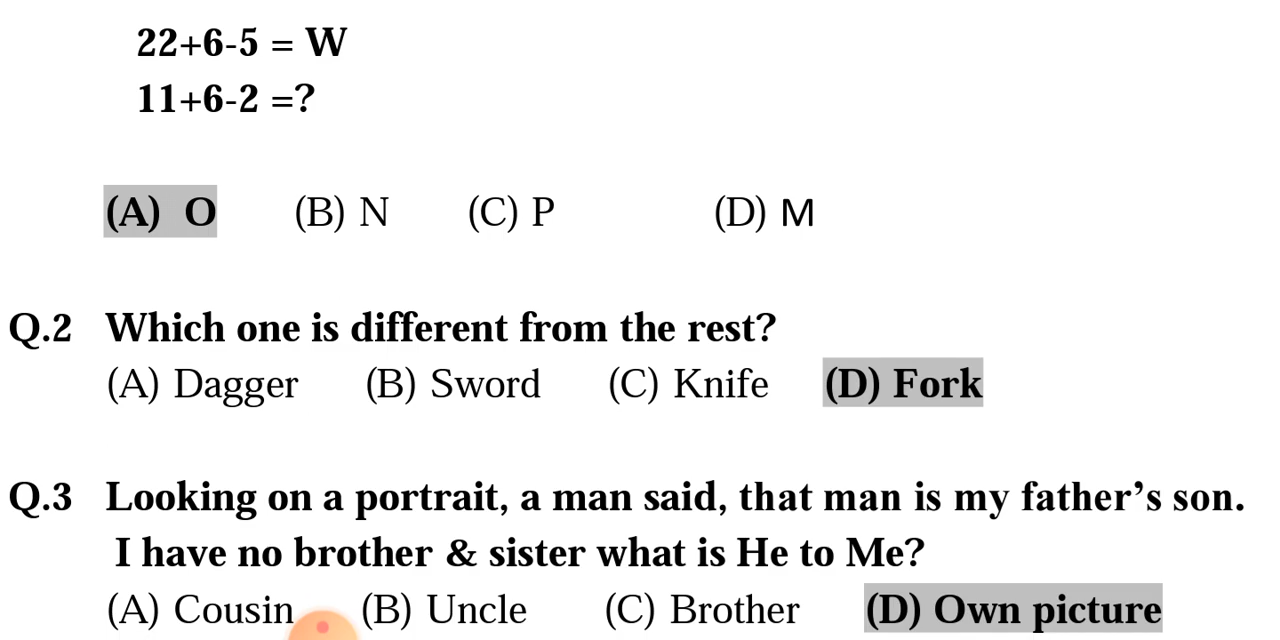 22+6-5 = W
11+6-2 =?
(A) O (B) N (C) P (D) M
Q.2 Which one is different from the rest?
(A) Dagger (B) Sword (C) Knife (D) Fork
Q.3 Looking on a portrait, a man said, that man is my father’s son.
I have no brother & sister what is He to Me?
(A) Cousin (B) Uncle (C) Brother (D) Own picture